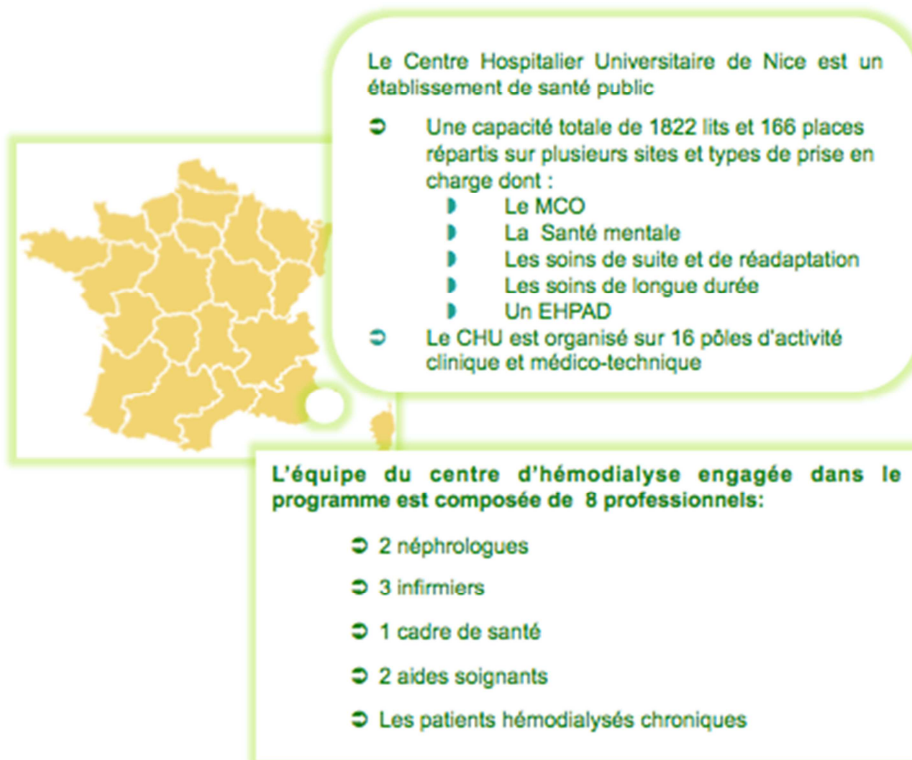 Le Centre Hospitalier Universitaire de Nice est un
établissement de santé public
Une capacité totale de 1822 lits et 166 places
répartis sur plusieurs sites et types de prise en
charge dont :
Le MCO
La Santé mentale
Les soins de suite et de réadaptation
Les soins de longue durée
Un EHPAD
Le CHU est organisé sur 16 pôles d'activité
clinique et médico-technique
L'équipe du centre d'hémodialyse engagée dans le
programme est composée de 8 professionnels:
2 néphrologues
3 infirmiers
1 cadre de santé
2 aides soignants
Les patients hémodialysés chroniques